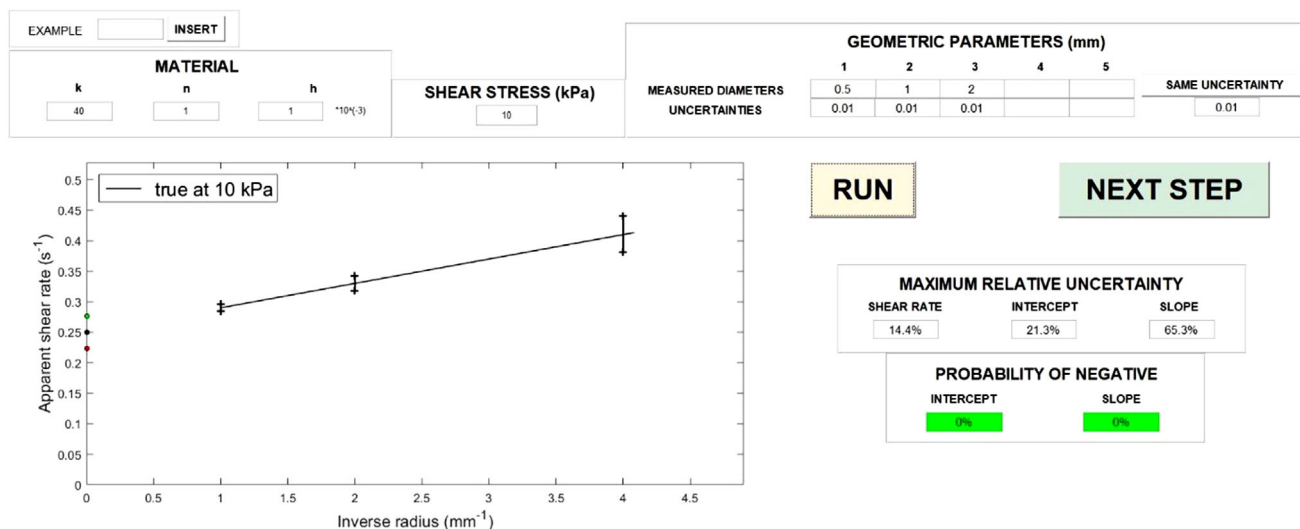 EXAMPLE INSERT
MATERIAL
k n h
40 1 1 *10^(-3)
SHEAR STRESS (kPa)
10
GEOMETRIC PARAMETERS (mm)
1 2 3 4 5
MEASURED DIAMETERS 0.5 1 2
UNCERTAINTIES 0.01 0.01 0.01
SAME UNCERTAINTY
0.01
true at 10 kPa
0.5
0.45
0.4
0.35
0.3
0.25
0.2
0.15
0.1
0.05
0
Apparent shear rate (s⁻¹)
0 0.5 1 1.5 2 2.5 3 3.5 4 4.5
Inverse radius (mm⁻¹)
RUN NEXT STEP
MAXIMUM RELATIVE UNCERTAINTY
SHEAR RATE INTERCEPT SLOPE
14.4% 21.3% 65.3%
PROBABILITY OF NEGATIVE
INTERCEPT SLOPE
0% 0%